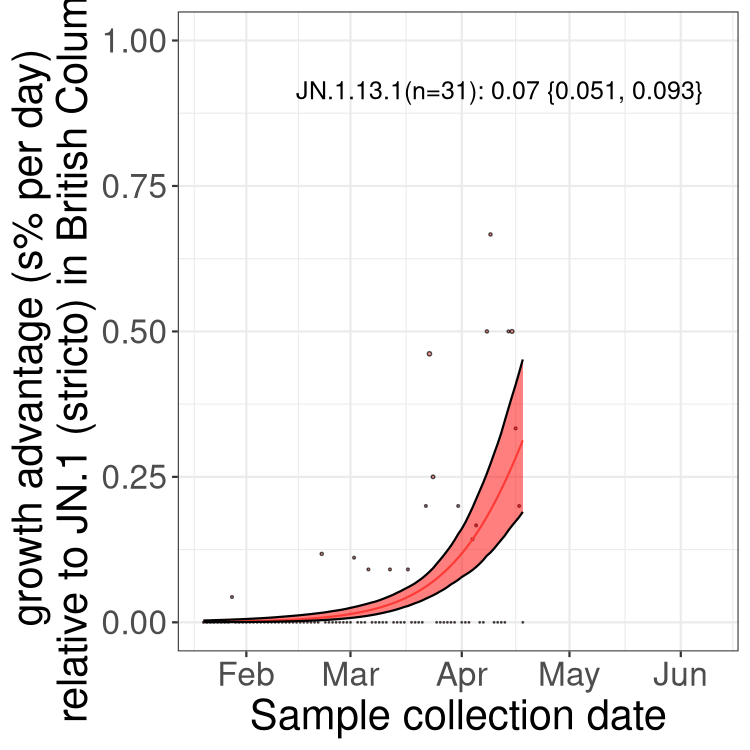 growth advantage (s% per day)
relative to JN.1 (stricto) in British Colum
1.00
0.75
0.50
0.25
0.00
JN.1.13.1(n=31): 0.07 {0.051, 0.093}
Feb Mar Apr May Jun
Sample collection date